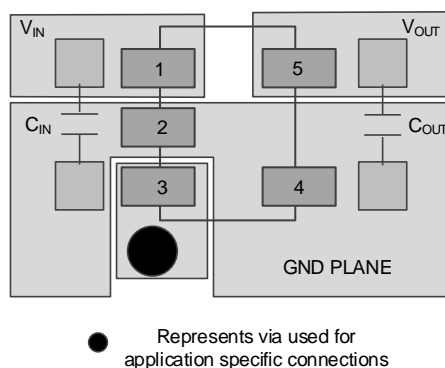 VIN
VOUT
1
5
CIN
2
COUT
3
4
GND PLANE
Represents via used for
application specific connections